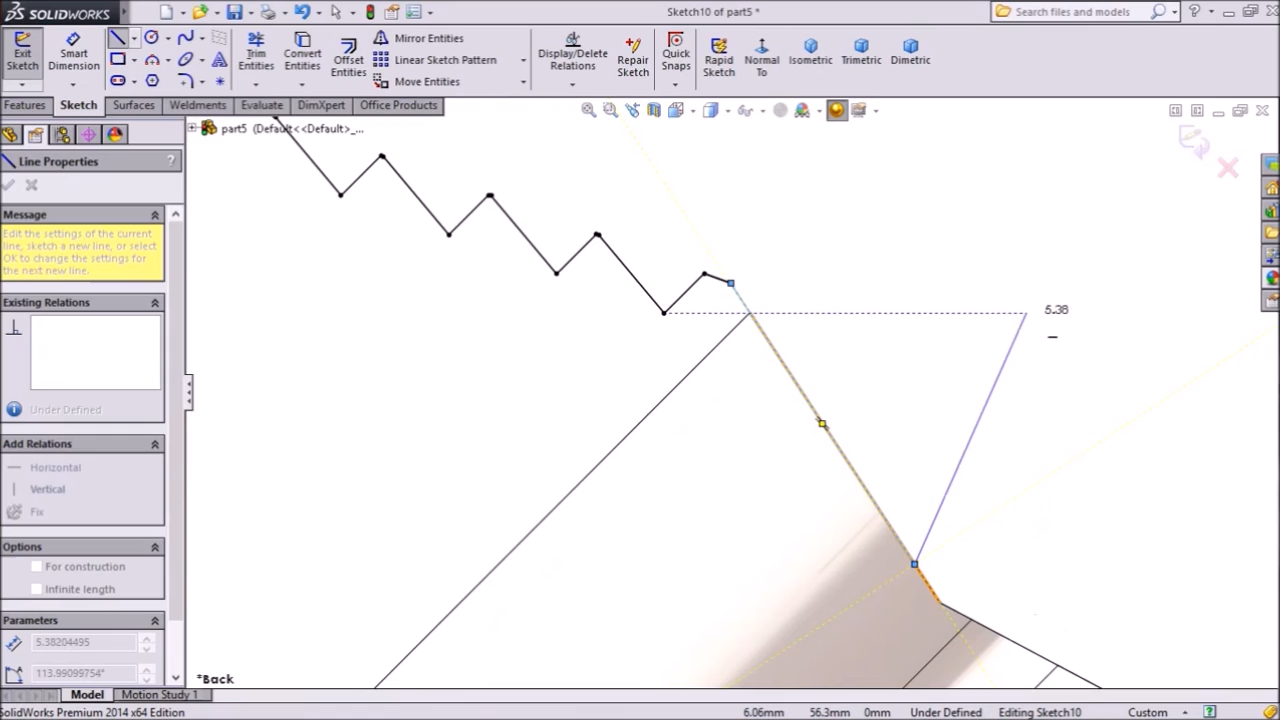 SOLIDWORKS
Sketch10 of part5 *
Search files and models
Exit Sketch
Smart Dimension
Trim Entities
Convert Entities
Offset Entities
Mirror Entities
Linear Sketch Pattern
Move Entities
Display/Delete Relations
Repair Sketch
Quick Snaps
Rapid Sketch
Normal To
Isometric
Trimetric
Dimetric
Features
Sketch
Surfaces
Weldments
Evaluate
DimXpert
Office Products
part5 (Default<<Default>_...
Line Properties
?
Message
Edit the settings of the current
line, sketch a new line, or select
OK to change the settings for
the next new line.
Existing Relations
Under Defined
Add Relations
Horizontal
Vertical
Fix
Options
For construction
Infinite length
Parameters
5.38204495
113.99099754°
5.38
*Back
Model
Motion Study 1
SolidWorks Premium 2014 x64 Edition
6.06mm
56.3mm
0mm
Under Defined
Editing Sketch10
Custom